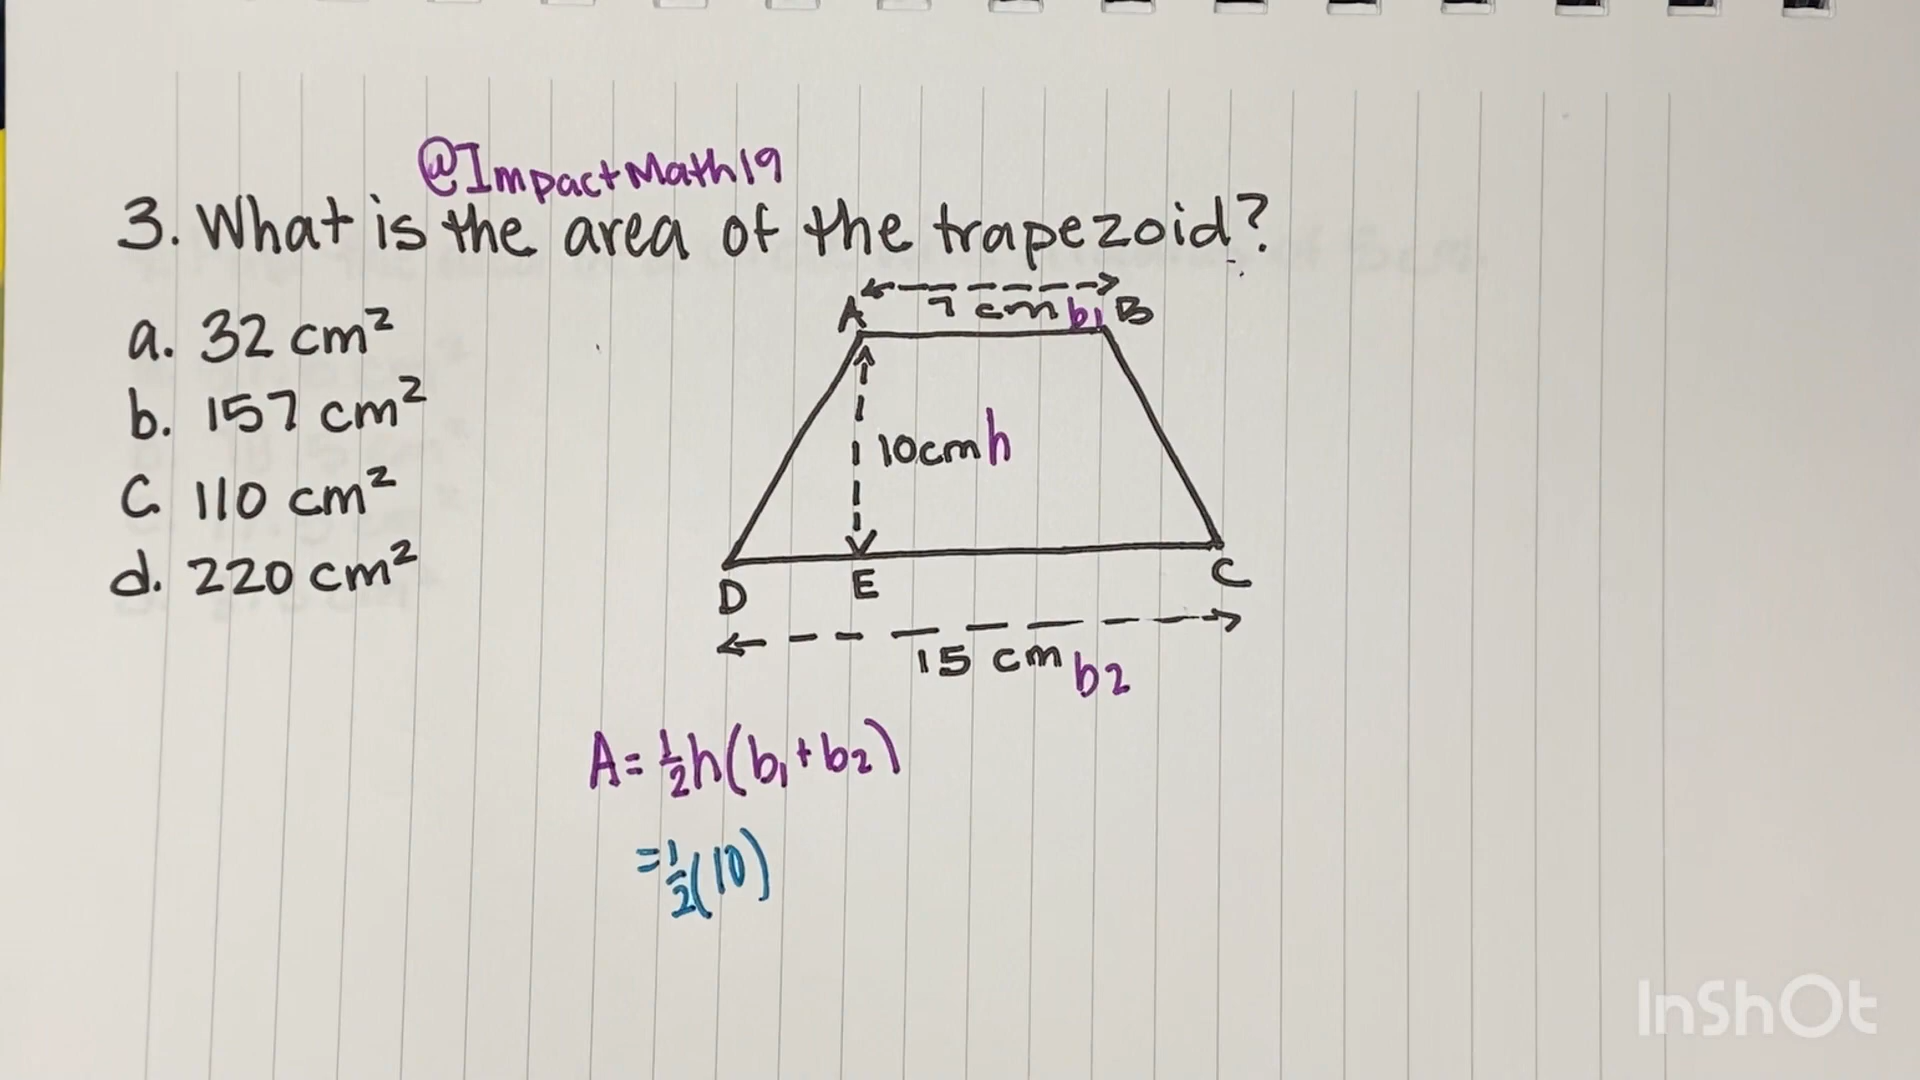 @ImpactMath19
3. What is the area of the trapezoid?
a. 32 cm²
b. 157 cm²
C. 110 cm²
d. 220 cm²
7 cm b₁
A
B
10cm h
D
E
C
15 cm b2
A = ½h(b₁ + b₂)
= ½(10)
InShOt